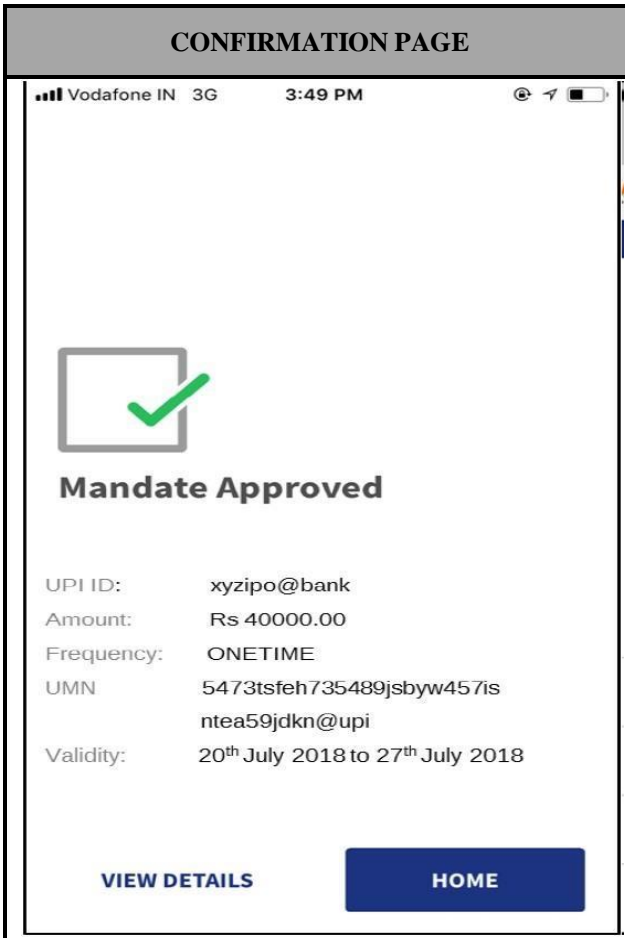 CONFIRMATION PAGE
Vodafone IN 3G 3:49 PM
Mandate Approved
UPI ID: xyzipo@bank
Amount: Rs 40000.00
Frequency: ONETIME
UMN 5473tsfeh735489jsbyw457is
ntea59jdkn@upi
Validity: 20th July 2018 to 27th July 2018
VIEW DETAILS HOME